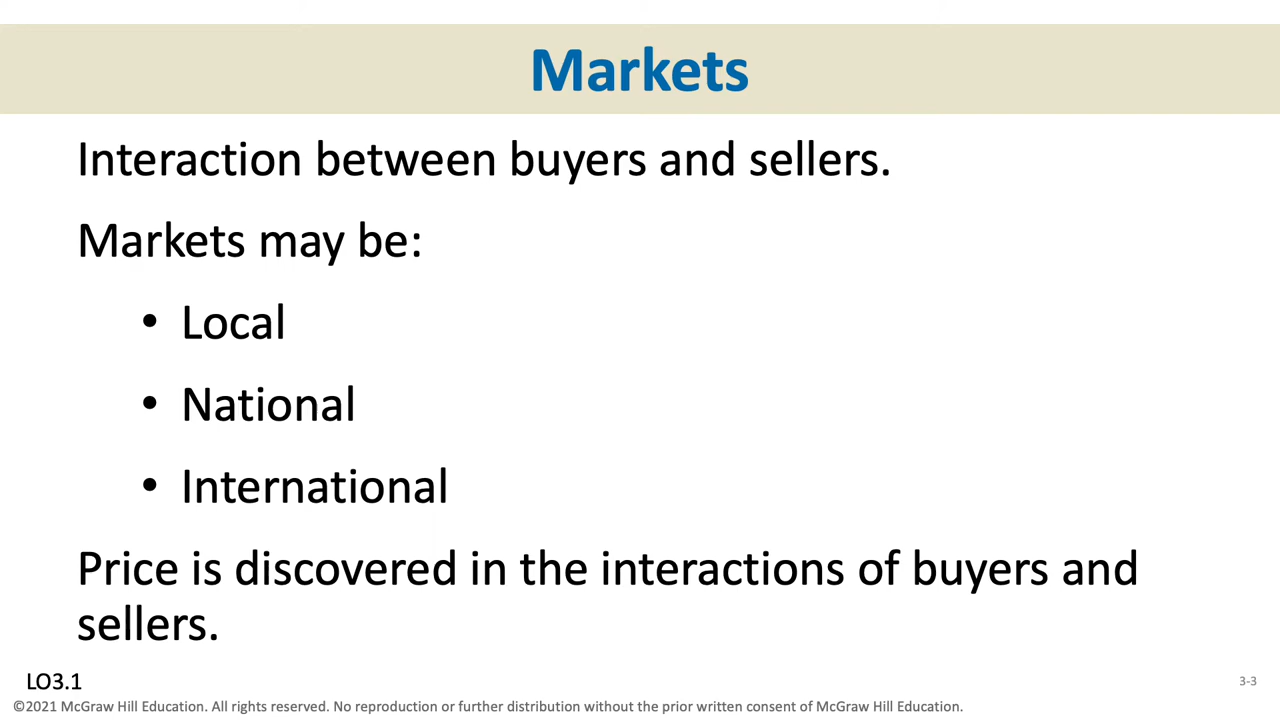 Markets
Interaction between buyers and sellers.
Markets may be:
• Local
• National
• International
Price is discovered in the interactions of buyers and
sellers.
LO3.1
3-3
©2021 McGraw Hill Education. All rights reserved. No reproduction or further distribution without the prior written consent of McGraw Hill Education.